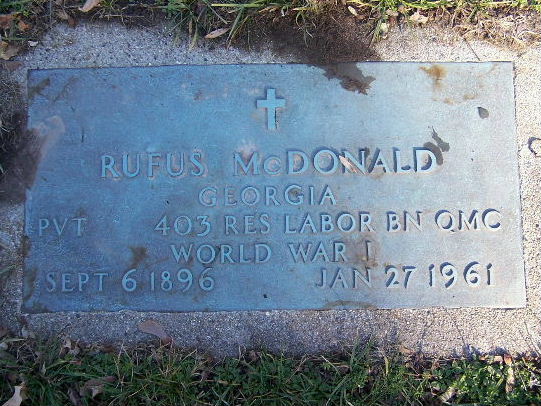 RUFUS McDONALD
GEORGIA
PVT 403 RES LABOR BN QMC
WORLD WAR I
SEPT 6 1896 JAN 27 1961